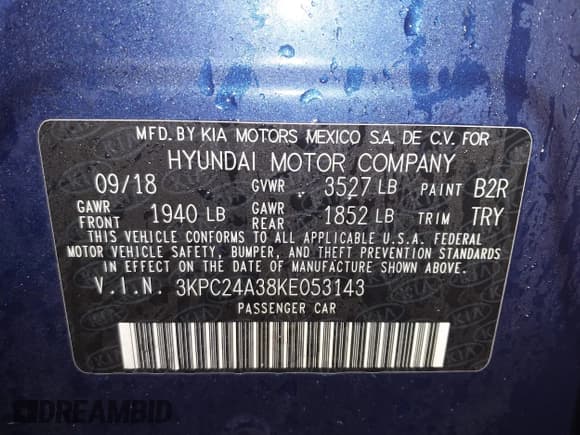 MFD. BY KIA MOTORS MEXICO S.A. DE C.V. FOR
HYUNDAI MOTOR COMPANY
09/18 GVWR 3527 LB PAINT B2R
GAWR FRONT 1940 LB GAWR REAR 1852 LB TRIM TRY
THIS VEHICLE CONFORMS TO ALL APPLICABLE U.S.A. FEDERAL
MOTOR VEHICLE SAFETY, BUMPER, AND THEFT PREVENTION STANDARDS
IN EFFECT ON THE DATE OF MANUFACTURE SHOWN ABOVE.
V.I.N. 3KPC24A38KE053143
PASSENGER CAR
DREAMBID